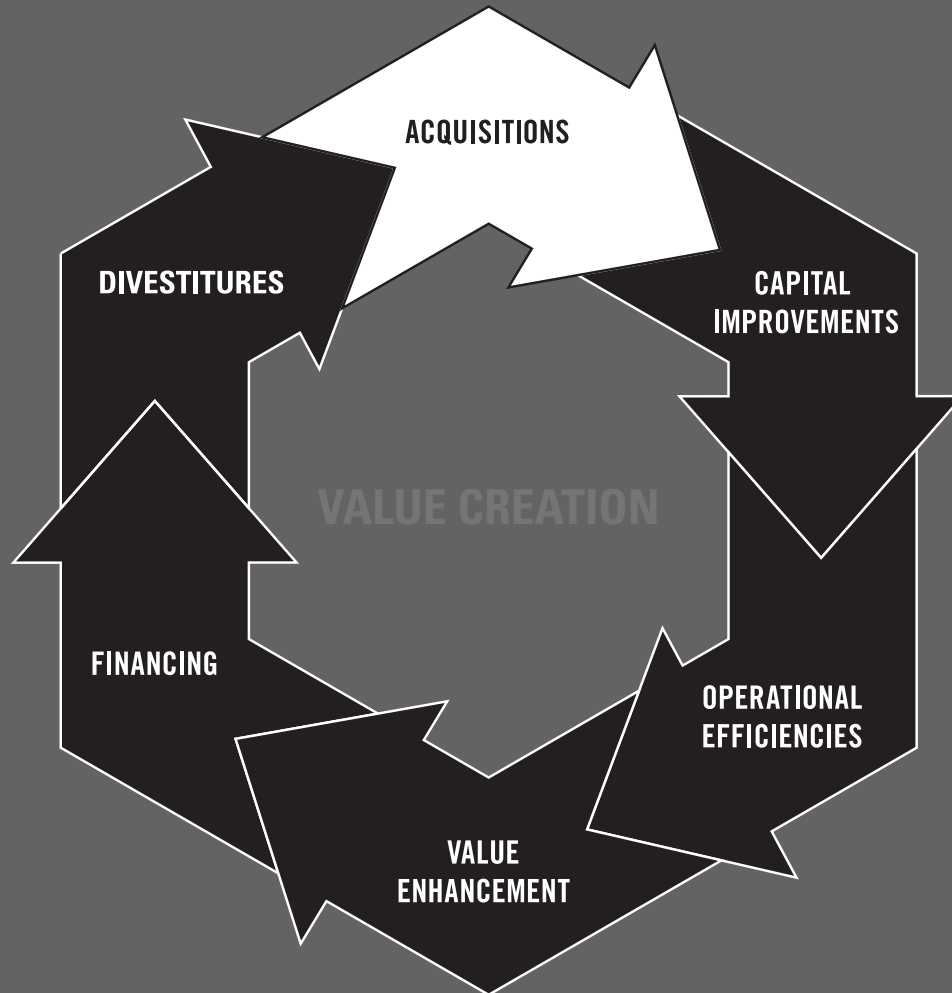 ACQUISITIONS
CAPITAL
IMPROVEMENTS
OPERATIONAL
EFFICIENCIES
VALUE
ENHANCEMENT
FINANCING
DIVESTITURES
VALUE CREATION